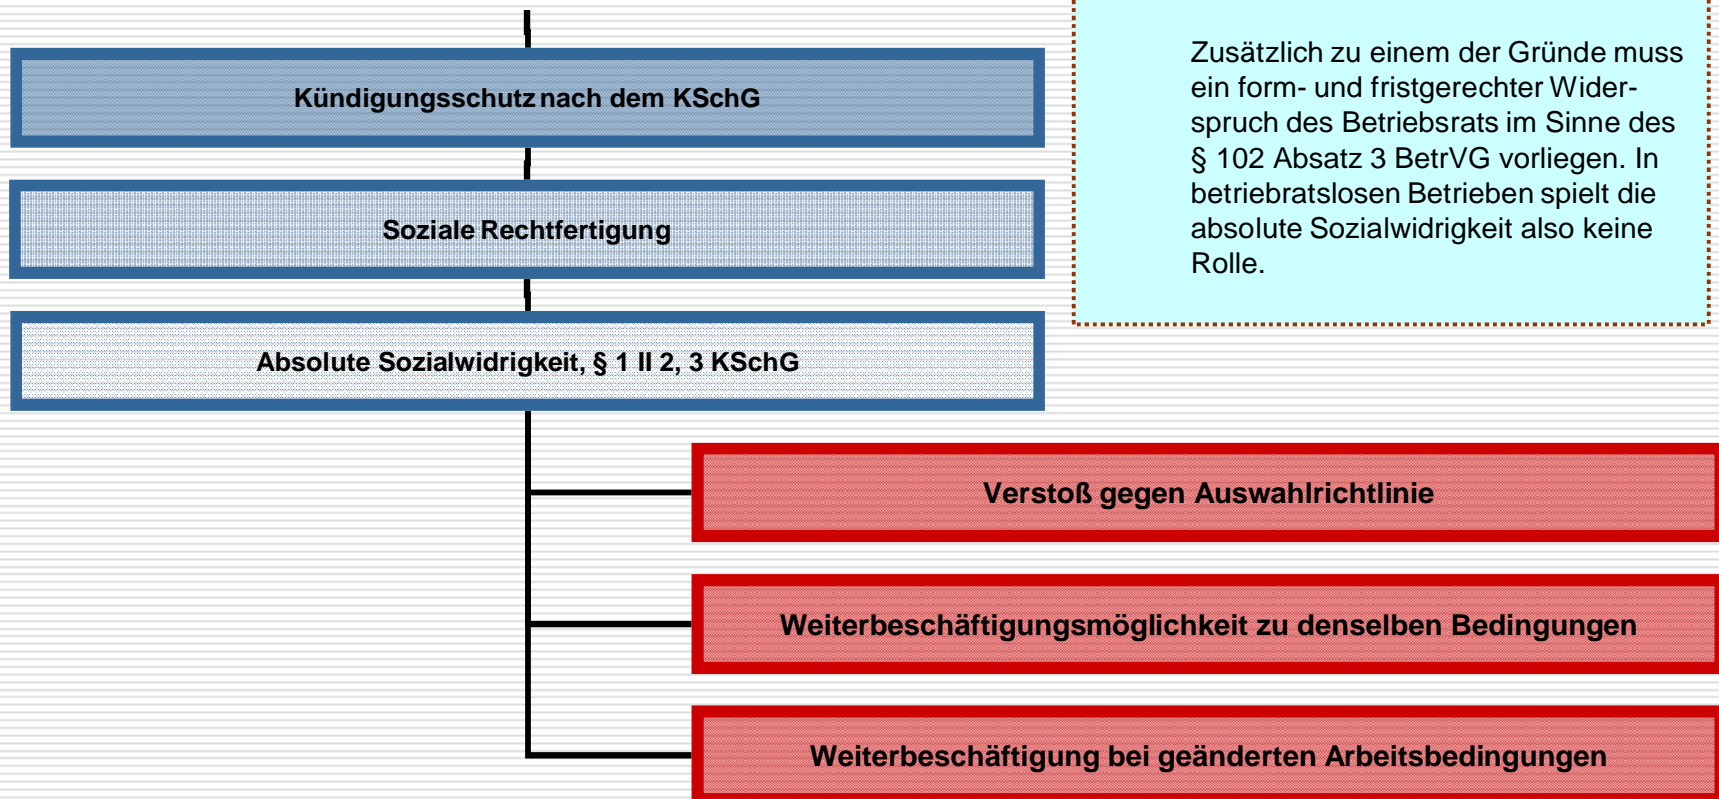 Kündigungsschutz nach dem KSchG
Soziale Rechtfertigung
Absolute Sozialwidrigkeit, § 1 II 2, 3 KSchG
Zusätzlich zu einem der Gründe muss
ein form- und fristgerechter Wider-
spruch des Betriebsrats im Sinne des
§ 102 Absatz 3 BetrVG vorliegen. In
betriebratslosen Betrieben spielt die
absolute Sozialwidrigkeit also keine
Rolle.
Verstoß gegen Auswahlrichtlinie
Weiterbeschäftigungsmöglichkeit zu denselben Bedingungen
Weiterbeschäftigung bei geänderten Arbeitsbedingungen